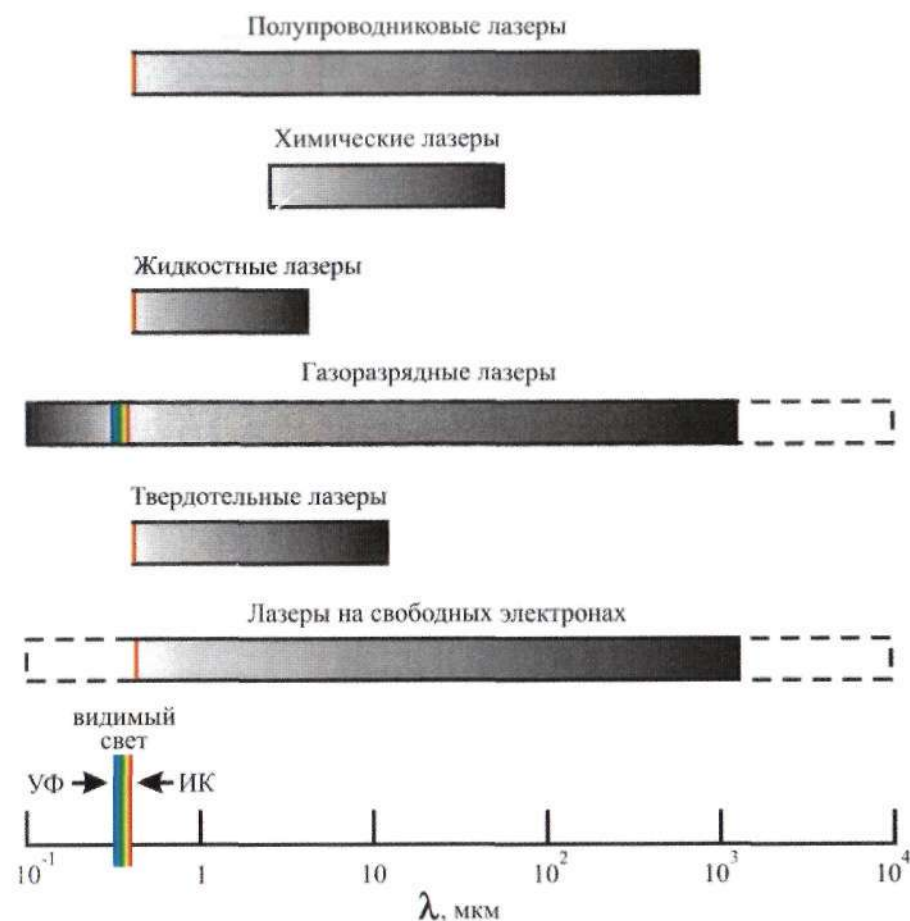 Полупроводниковые лазеры
Химические лазеры
Жидкостные лазеры
Газоразрядные лазеры
Твердотельные лазеры
Лазеры на свободных электронах
видимый
свет
УФ ИК
10⁻¹ 1 10 10² 10³ 10⁴
λ, мкм